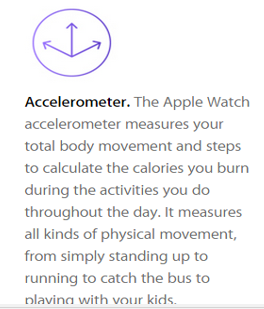 Accelerometer. The Apple Watch
accelerometer measures your
total body movement and steps
to calculate the calories you burn
during the activities you do
throughout the day. It measures
all kinds of physical movement,
from simply standing up to
running to catch the bus to
playing with your kids.